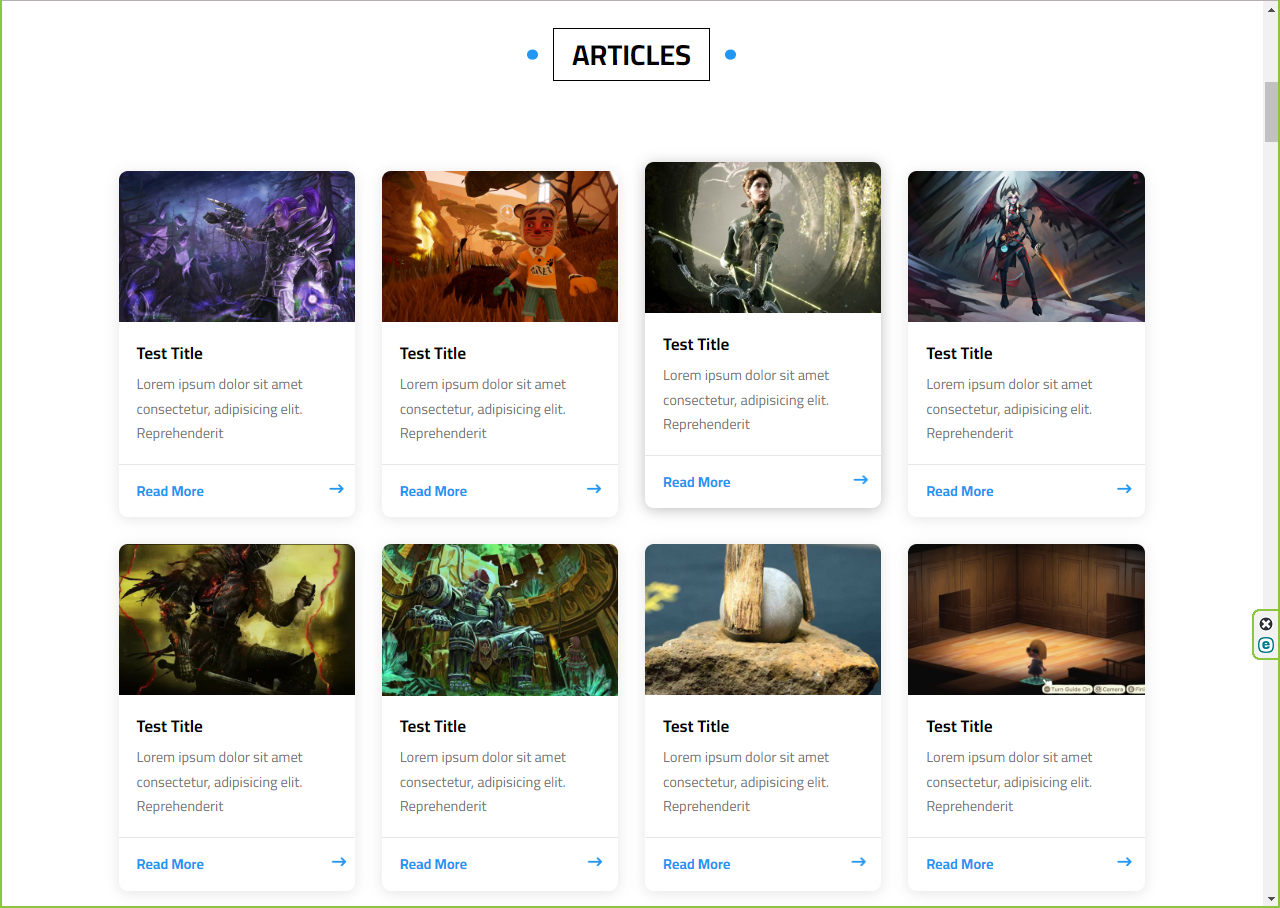 ARTICLES
Test Title
Lorem ipsum dolor sit amet
consectetur, adipisicing elit.
Reprehenderit
Read More
Test Title
Lorem ipsum dolor sit amet
consectetur, adipisicing elit.
Reprehenderit
Read More
Test Title
Lorem ipsum dolor sit amet
consectetur, adipisicing elit.
Reprehenderit
Read More
Test Title
Lorem ipsum dolor sit amet
consectetur, adipisicing elit.
Reprehenderit
Read More
Turn Guide On Camera
Test Title
Lorem ipsum dolor sit amet
consectetur, adipisicing elit.
Reprehenderit
Read More
Test Title
Lorem ipsum dolor sit amet
consectetur, adipisicing elit.
Reprehenderit
Read More
Test Title
Lorem ipsum dolor sit amet
consectetur, adipisicing elit.
Reprehenderit
Read More
Test Title
Lorem ipsum dolor sit amet
consectetur, adipisicing elit.
Reprehenderit
Read More